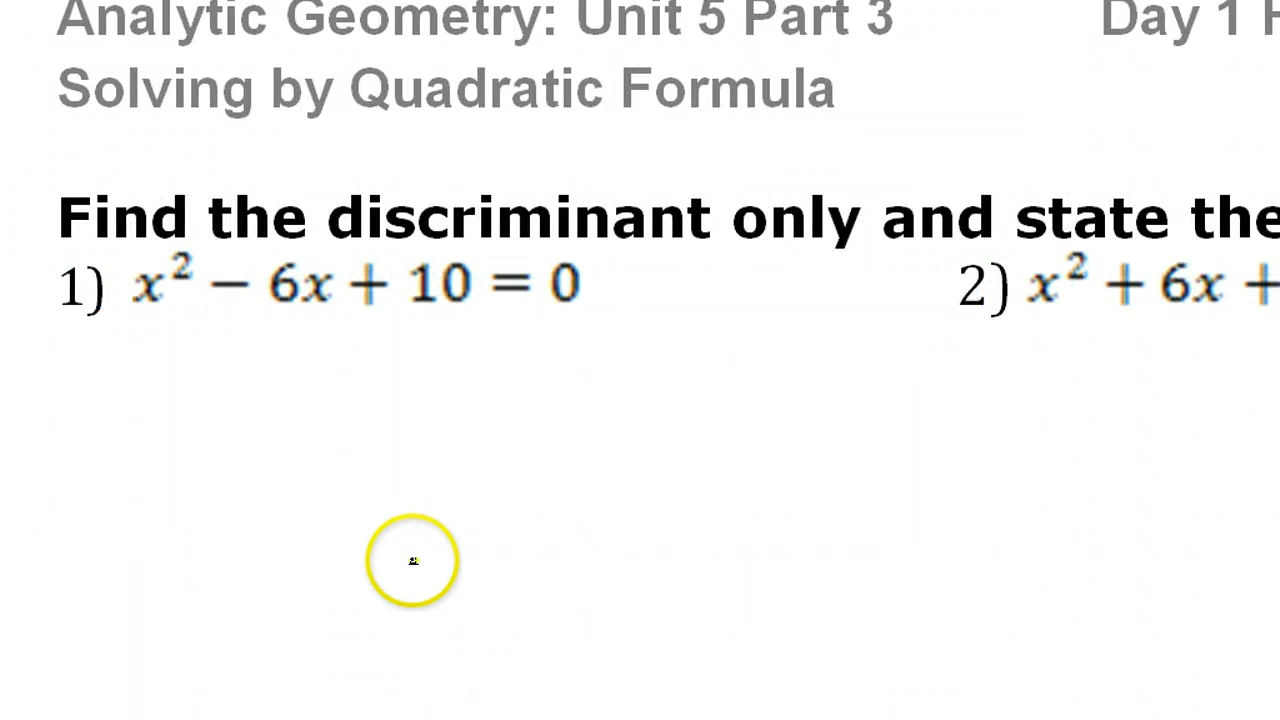 Analytic Geometry: Unit 5 Part 3 Day 1
Solving by Quadratic Formula
Find the discriminant only and state the
1) x² − 6x + 10 = 0 2) x² + 6x +